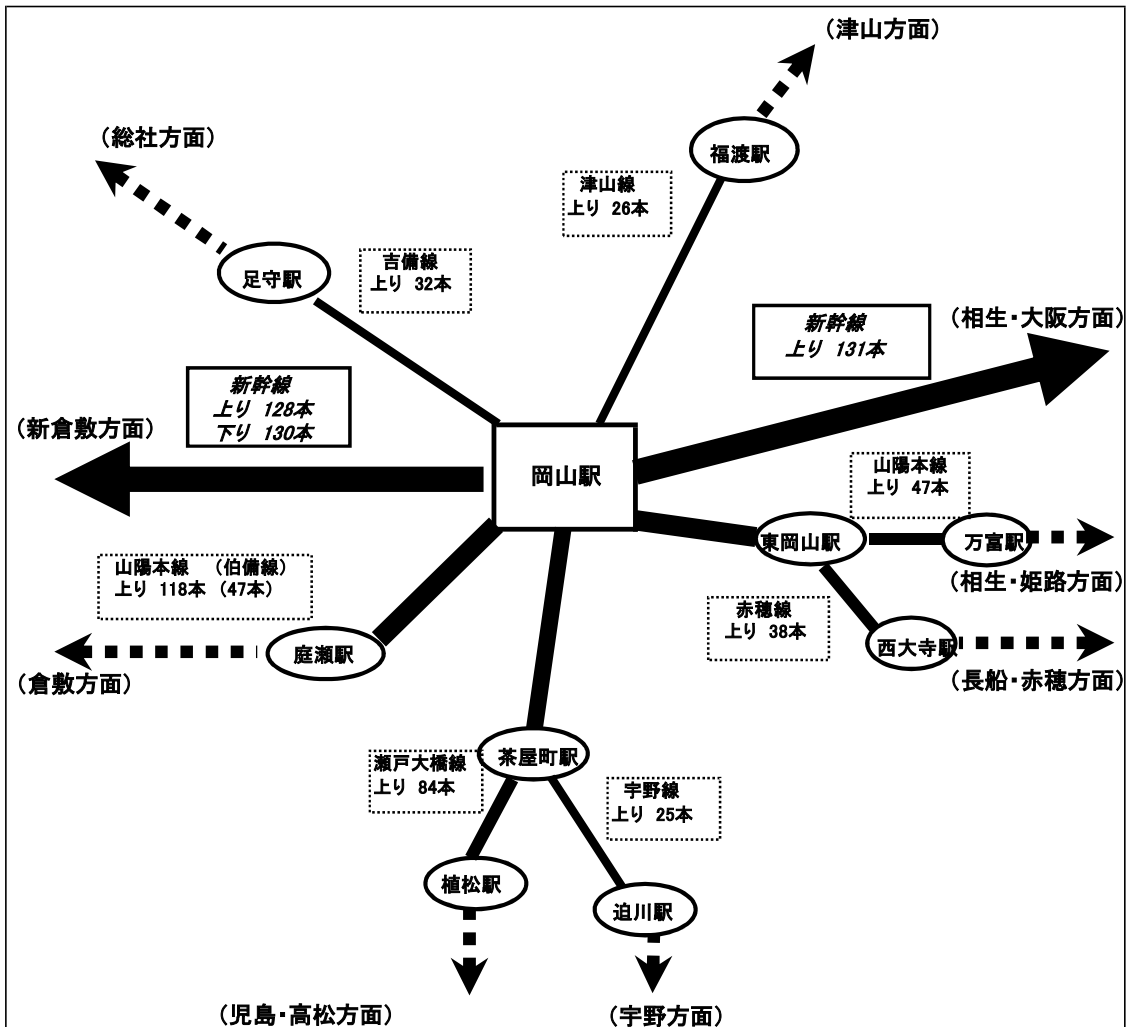 （津山方面）
（総社方面）
福渡駅
津山線
上り 26本
足守駅
吉備線
上り 32本
新幹線
上り 131本
（相生・大阪方面）
新幹線
上り 128本
下り 130本
（新倉敷方面）
岡山駅
山陽本線
上り 47本
東岡山駅
万富駅
（相生・姫路方面）
山陽本線 （伯備線）
上り 118本（47本）
赤穂線
上り 38本
庭瀬駅
西大寺駅
（倉敷方面）
（長船・赤穂方面）
茶屋町駅
瀬戸大橋線
上り 84本
宇野線
上り 25本
植松駅
迫川駅
（児島・高松方面）
（宇野方面）